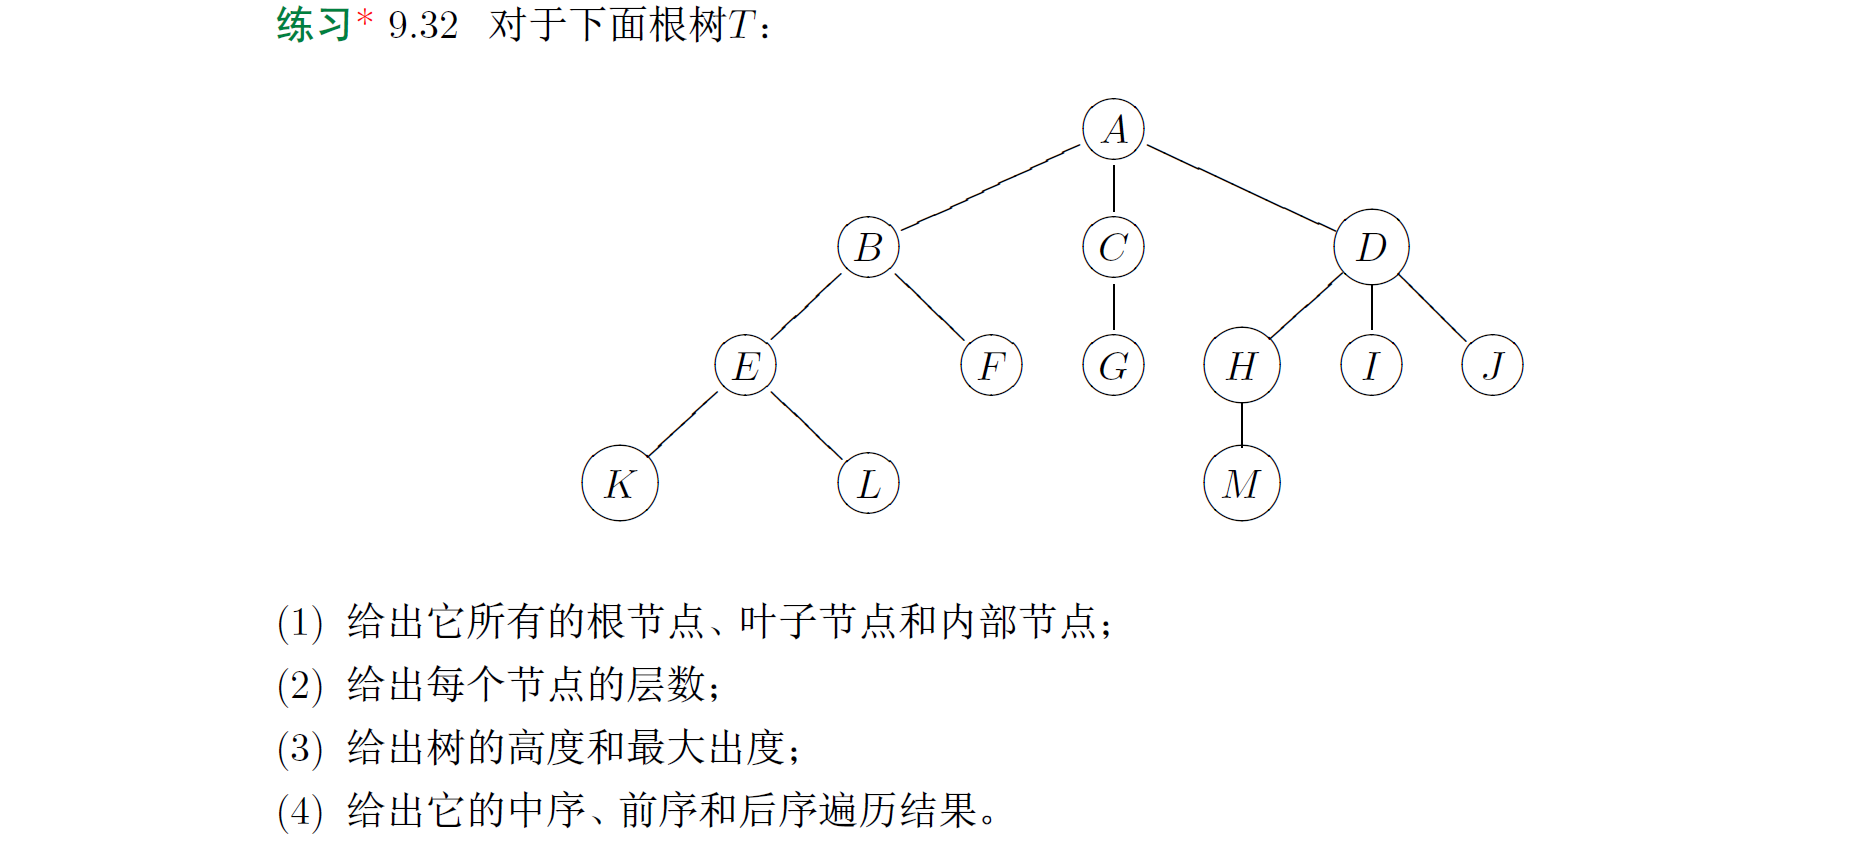 练习* 9.32 对于下面根树T：
A
B C D
E F G H I J
K L M
(1) 给出它所有的根节点、叶子节点和内部节点；
(2) 给出每个节点的层数；
(3) 给出树的高度和最大出度；
(4) 给出它的中序、前序和后序遍历结果。